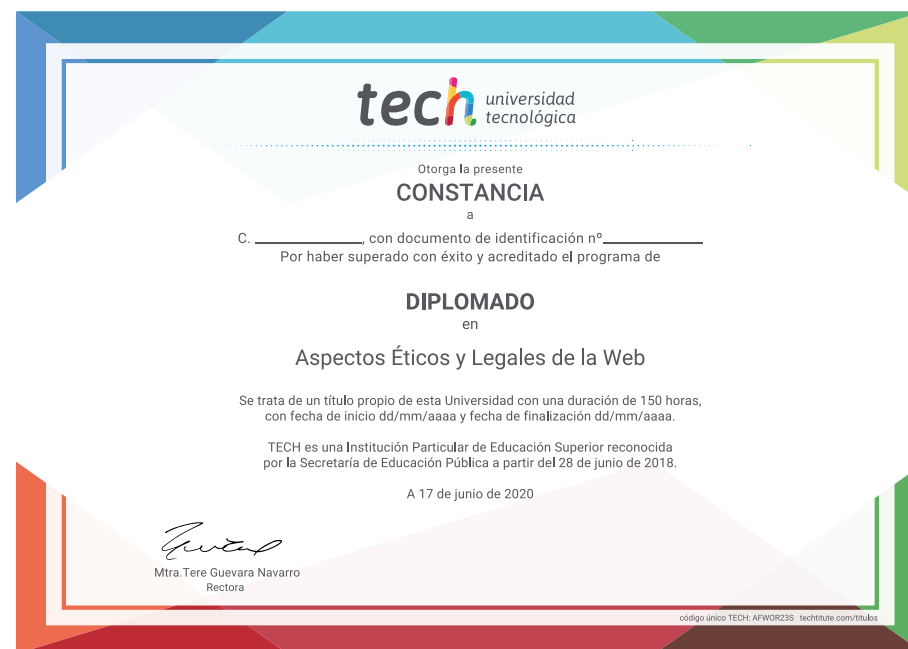 tech universidad
tecnológica
Otorga la presente
CONSTANCIA
a
C. ______________, con documento de identificación nº_____________
Por haber superado con éxito y acreditado el programa de
DIPLOMADO
en
Aspectos Éticos y Legales de la Web
Se trata de un título propio de esta Universidad con una duración de 150 horas,
con fecha de inicio dd/mm/aaaa y fecha de finalización dd/mm/aaaa.
TECH es una Institución Particular de Educación Superior reconocida
por la Secretaría de Educación Pública a partir del 28 de junio de 2018.
A 17 de junio de 2020
Mtra.Tere Guevara Navarro
Rectora
código único TECH: AFWOR23S techtitute.com/titulos